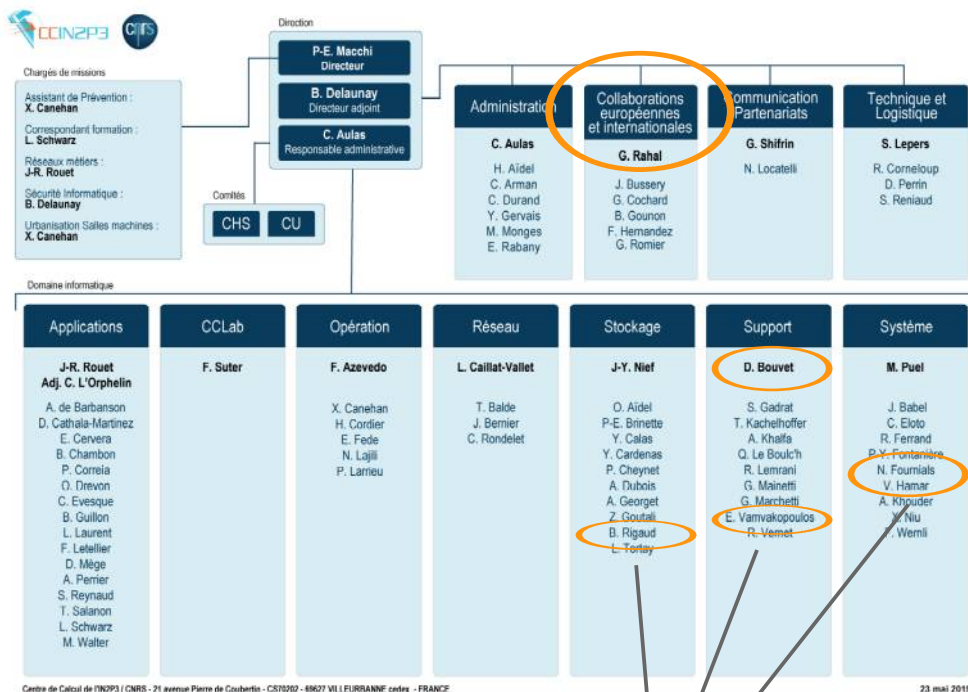 CCIN2P3
cnrs
Direction
P-E. Macchi
Directeur
B. Delaunay
Directeur adjoint
C. Aulas
Responsable administrative
Chargés de missions
Assistant de Prévention :
X. Canehan
Correspondant formation :
L. Schwarz
Réseaux métiers :
J-R. Rouet
Sécurité Informatique :
B. Delaunay
Urbanisation Salles machines :
X. Canehan
Comités
CHS
CU
Administration
C. Aulas
H. Aïdel
C. Arman
C. Durand
Y. Gervais
M. Monges
E. Rabany
Collaborations
européennes
et internationales
G. Rahal
J. Bussery
G. Cochard
B. Gounon
F. Hernandez
G. Romier
Communication
Partenariats
G. Shifrin
N. Locatelli
Technique et
Logistique
S. Lepers
R. Corneloup
D. Perrin
S. Reniaud
Domaine informatique
Applications
J-R. Rouet
Adj. C. L'Orphelin
A. de Barbanson
D. Cathala-Martinez
E. Cervera
B. Chambon
P. Correia
O. Drevon
C. Evesque
B. Guillon
L. Laurent
F. Letellier
D. Mège
A. Perrier
S. Reynaud
T. Salanon
L. Schwarz
M. Walter
CCLab
F. Suter
Opération
F. Azevedo
X. Canehan
H. Cordier
E. Fede
N. Lajili
P. Larrieu
Réseau
L. Caillat-Vallet
T. Balde
J. Bernier
C. Rondelet
Stockage
J-Y. Nief
O. Aïdel
P-E. Brinette
Y. Calas
Y. Cardenas
P. Cheynet
A. Dubois
A. Georget
Z. Goutali
B. Rigaud
L. Tortay
Support
D. Bouvet
S. Gadrat
T. Kachelhoffer
A. Khalfa
Q. Le Boulc'h
R. Lemrani
G. Mainetti
G. Marchetti
E. Vamvakopoulos
R. Vernet
Système
M. Puel
J. Babel
C. Eloto
R. Ferrand
P-Y. Fontanière
N. Fournials
V. Hamar
A. Khouder
Niu
Wernli
Centre de Calcul de l'IN2P3 / CNRS - 21 avenue Pierre de Coubertin - CS70202 - 69627 VILLEURBANNE cedex - FRANCE
23 mai